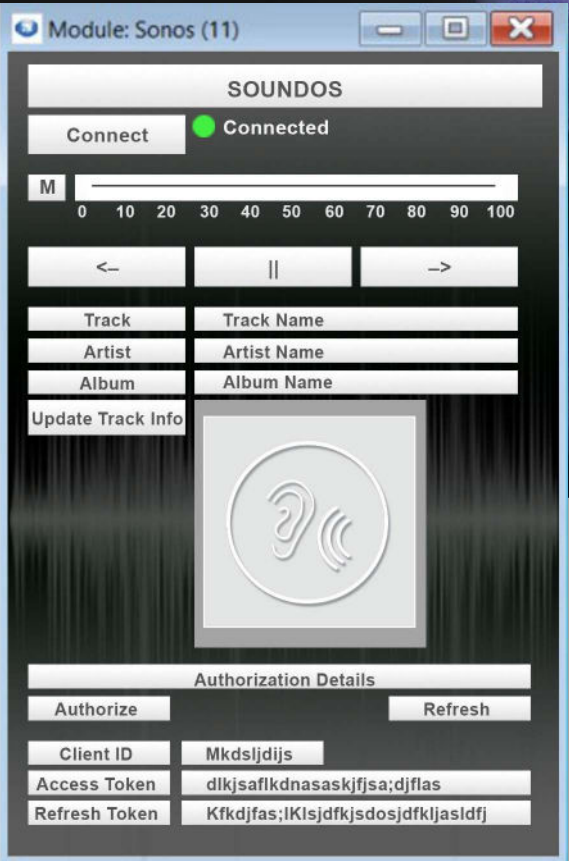 Module: Sonos (11)
SOUNDOS
Connect Connected
M
0 10 20 30 40 50 60 70 80 90 100
<– || –>
Track Track Name
Artist Artist Name
Album Album Name
Update Track Info
Authorization Details
Authorize Refresh
Client ID Mkdsljdijs
Access Token dlkjsaflkdnasaskjfjsa;djflas
Refresh Token Kfkdjfas;lKlsjdfkjsdosjdfkljasldfj